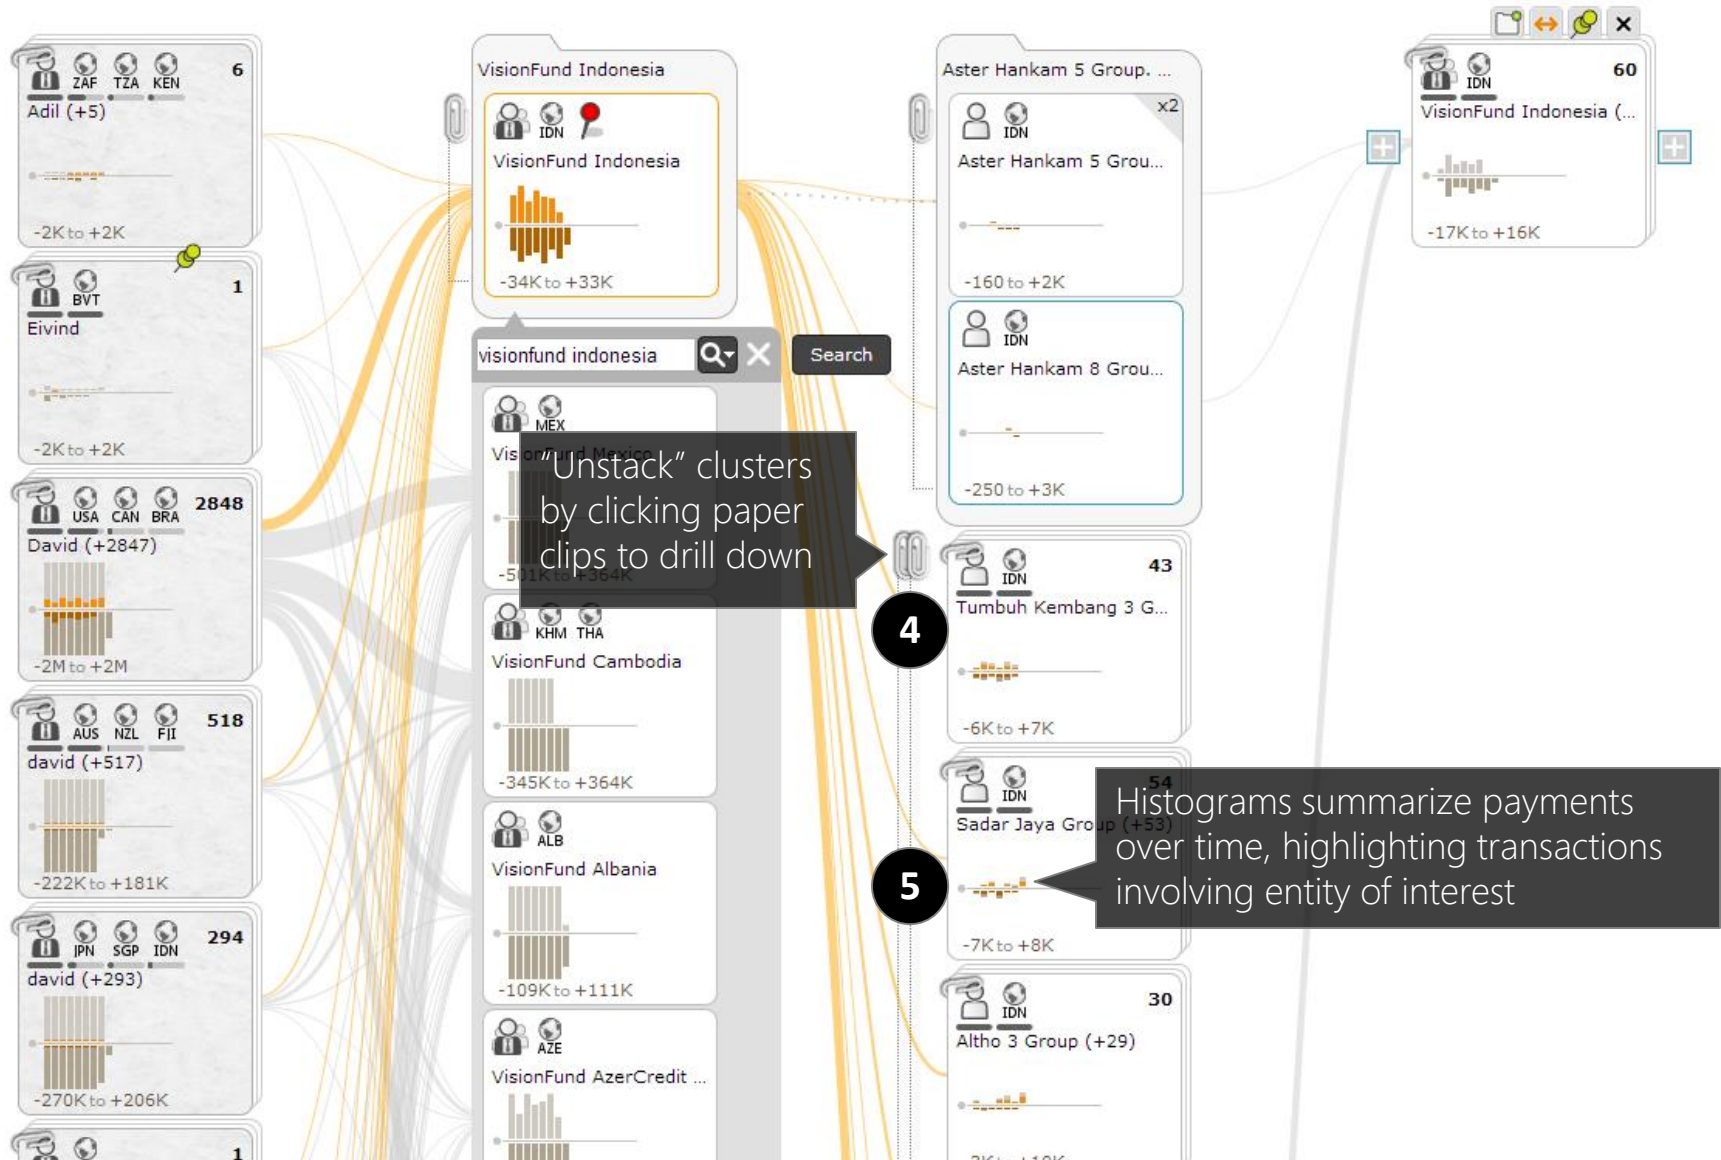 ZAF TZA KEN 6
Adil (+5)
-2K to +2K
BVT 1
Eivind
-2K to +2K
USA CAN BRA 2848
David (+2847)
-2M to +2M
AUS NZL FJI 518
david (+517)
-222K to +181K
JPN SGP IDN 294
david (+293)
-270K to +206K
1
VisionFund Indonesia
IDN
VisionFund Indonesia
-34K to +33K
visionfund indonesia
Search
MEX
VisionFund Mexico
-501K to +364K
"Unstack" clusters
by clicking paper
clips to drill down
KHM THA
VisionFund Cambodia
-345K to +364K
ALB
VisionFund Albania
-109K to +111K
AZE
VisionFund AzerCredit ...
Aster Hankam 5 Group. ...
x2
IDN
Aster Hankam 5 Grou...
-160 to +2K
IDN
Aster Hankam 8 Grou...
-250 to +3K
4
IDN 43
Tumbuh Kembang 3 G...
-6K to +7K
5
IDN 54
Sadar Jaya Group (+53)
-7K to +8K
Histograms summarize payments
over time, highlighting transactions
involving entity of interest
IDN 30
Altho 3 Group (+29)
IDN 60
VisionFund Indonesia (...
-17K to +16K